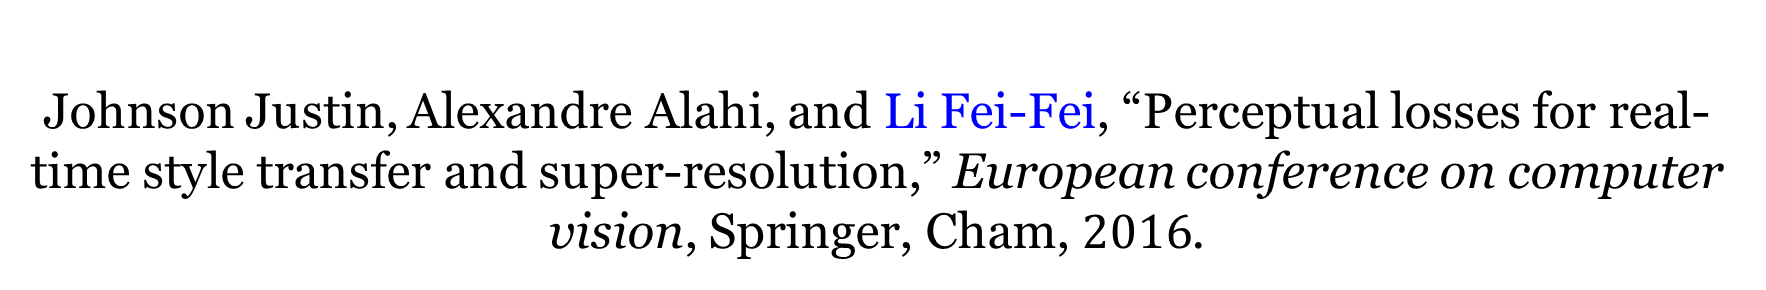 Johnson Justin, Alexandre Alahi, and Li Fei-Fei, “Perceptual losses for real-
time style transfer and super-resolution,” European conference on computer
vision, Springer, Cham, 2016.